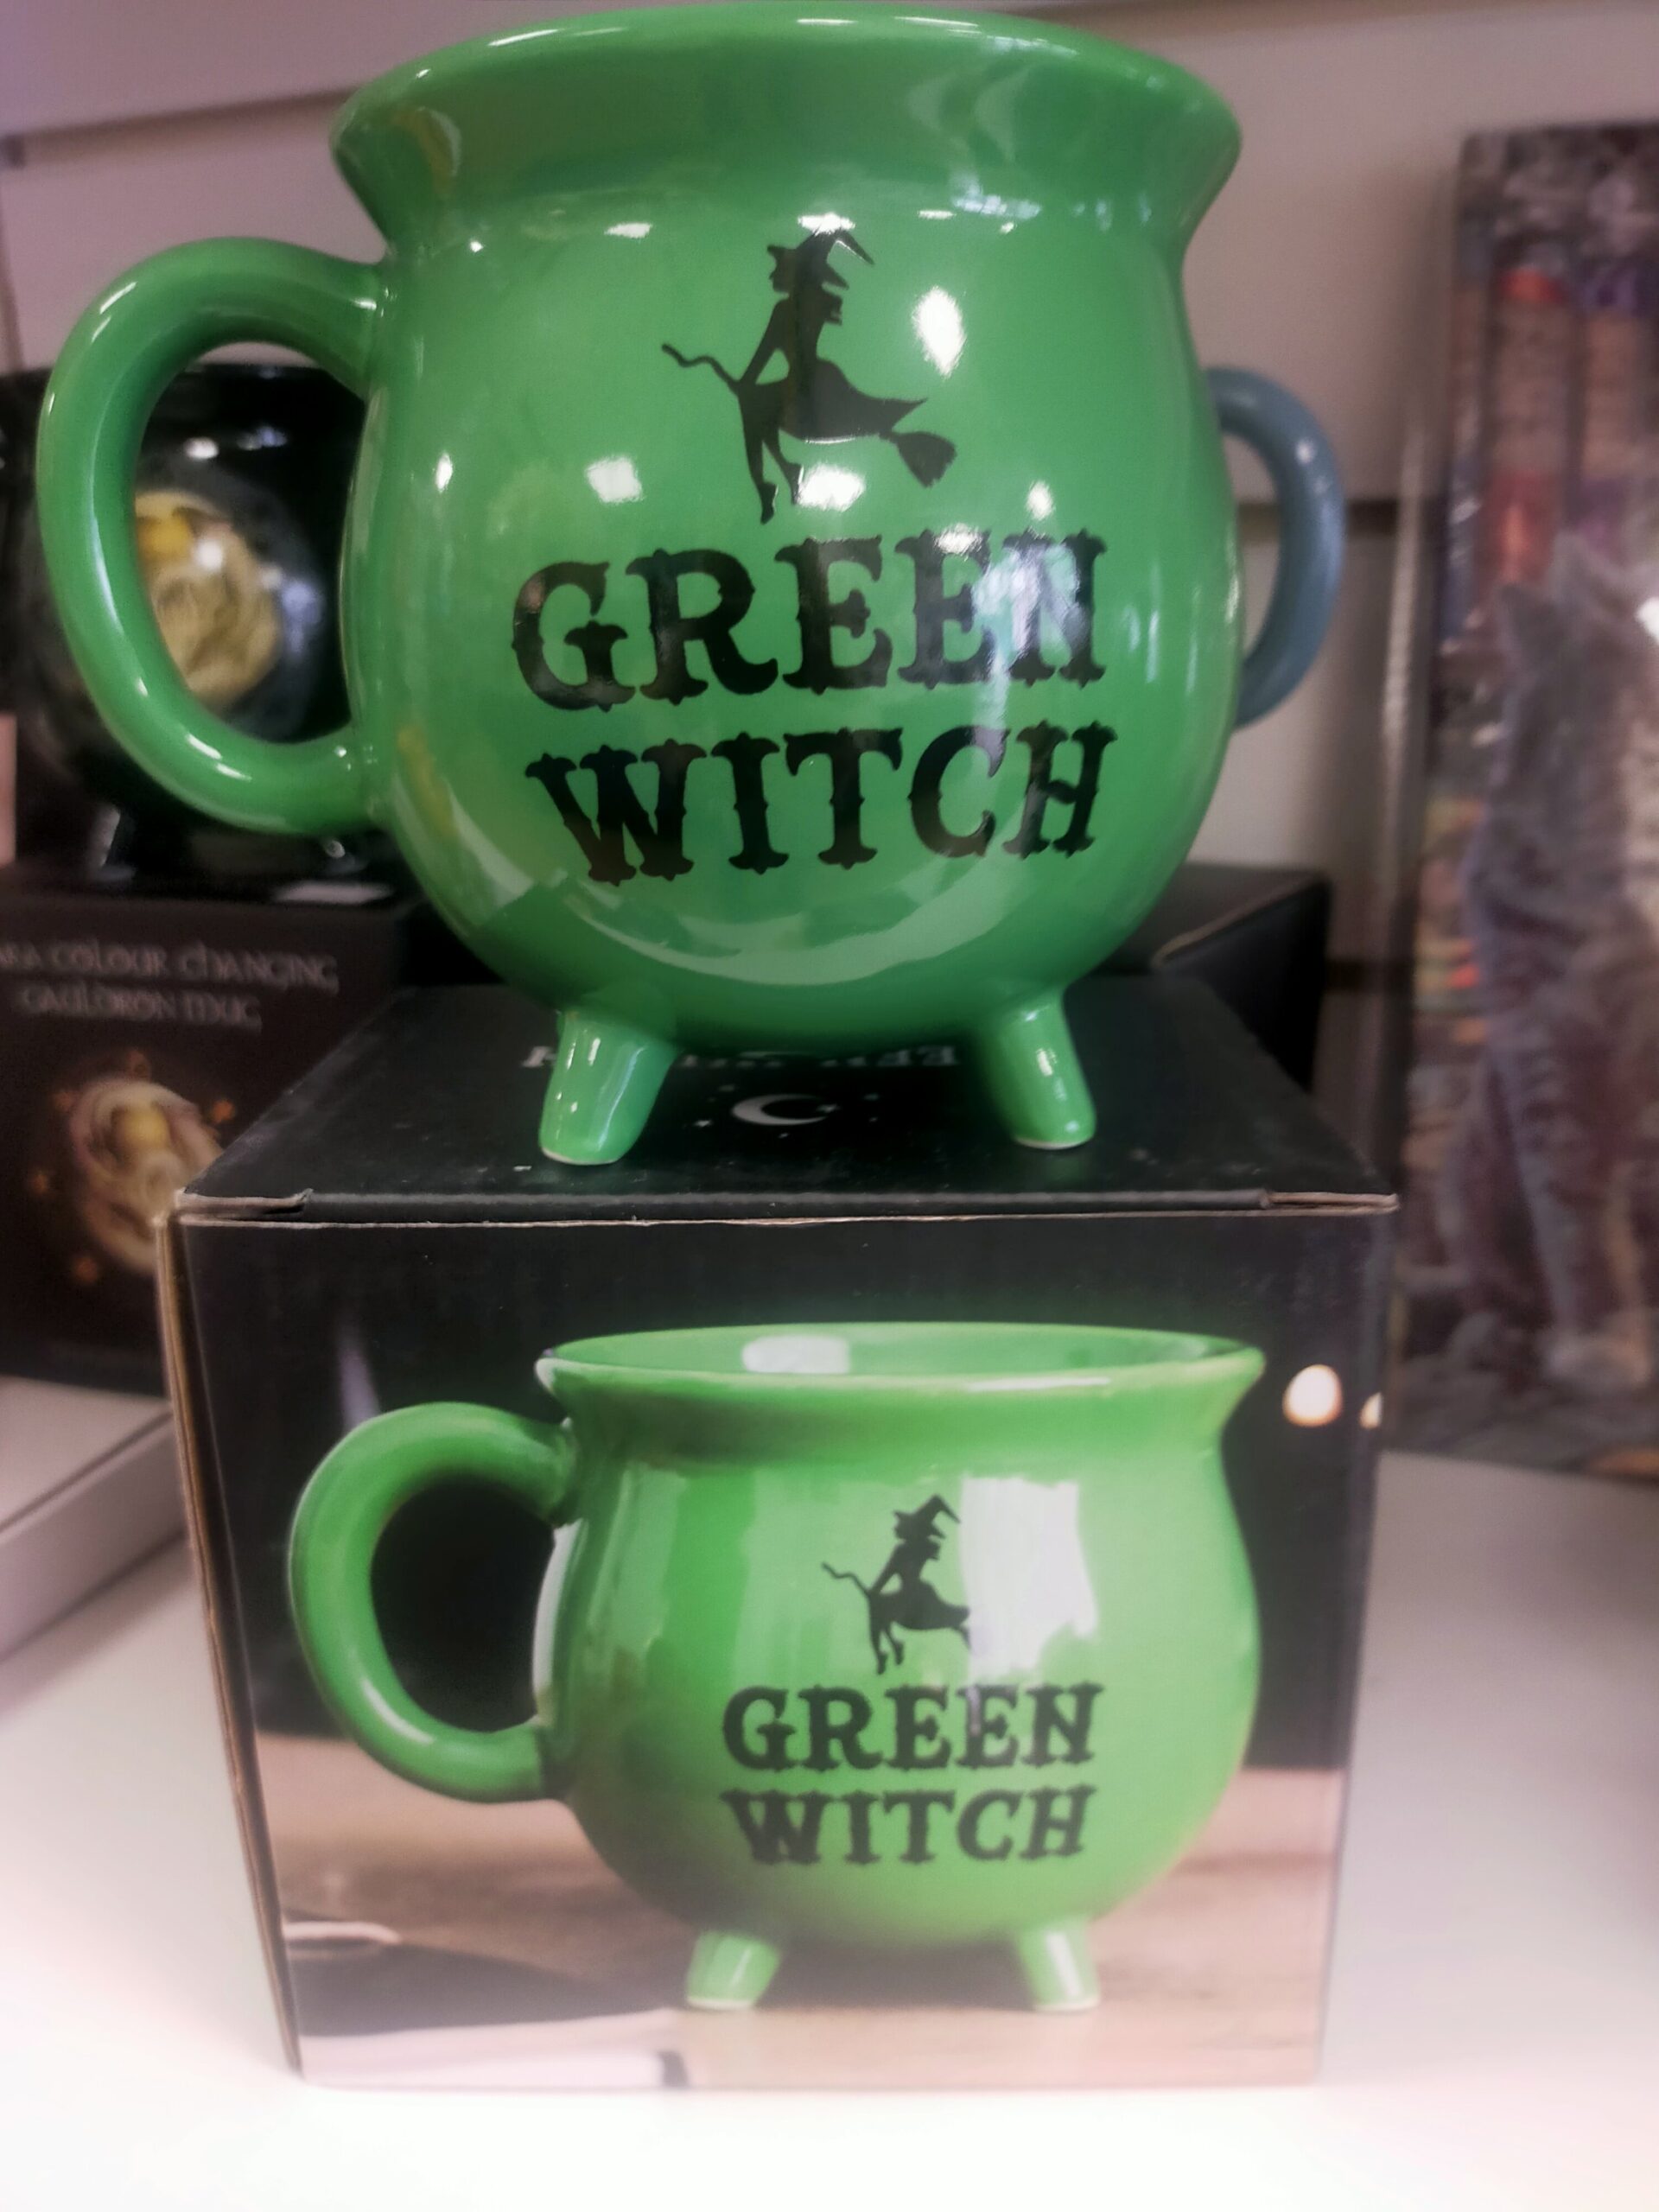 GREEN
WITCH
COLOUR CHANGING
CAULDRON MUG
GREEN
WITCH